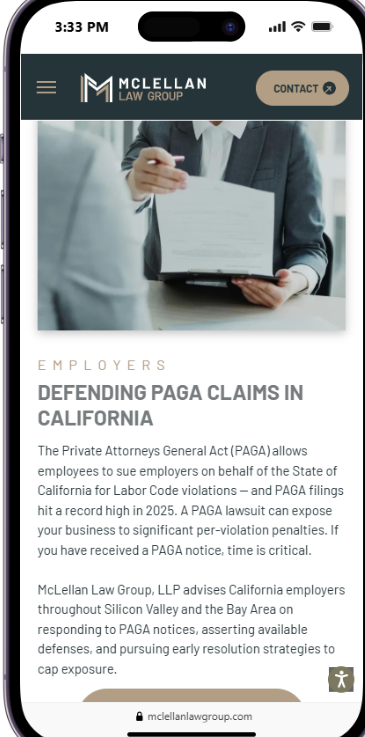 3:33 PM
MCLELLAN
LAW GROUP
CONTACT
EMPLOYERS
DEFENDING PAGA CLAIMS IN
CALIFORNIA
The Private Attorneys General Act (PAGA) allows
employees to sue employers on behalf of the State of
California for Labor Code violations — and PAGA filings
hit a record high in 2025. A PAGA lawsuit can expose
your business to significant per-violation penalties. If
you have received a PAGA notice, time is critical.
McLellan Law Group, LLP advises California employers
throughout Silicon Valley and the Bay Area on
responding to PAGA notices, asserting available
defenses, and pursuing early resolution strategies to
cap exposure.
mclellanlawgroup.com